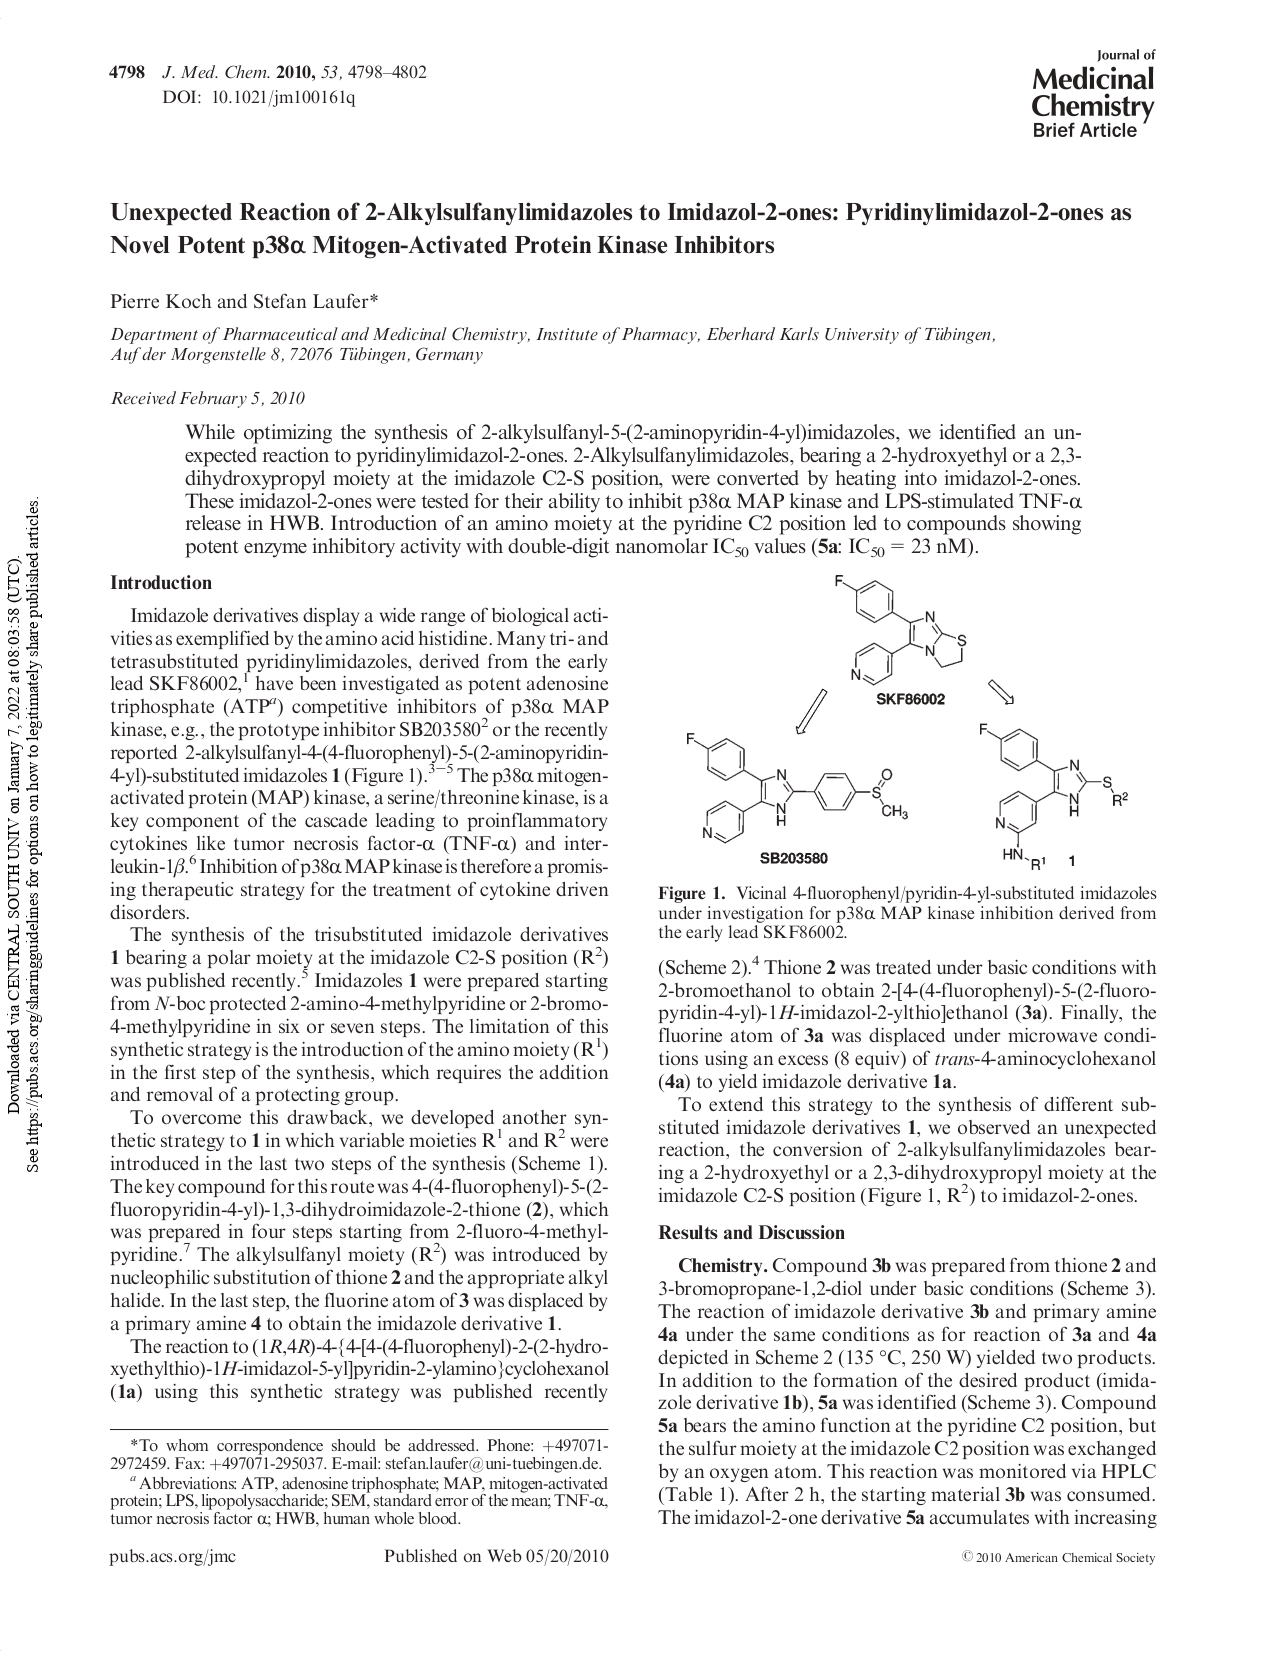 4798 J. Med. Chem. 2010, 53, 4798–4802
DOI: 10.1021/jm100161q
Journal of
Medicinal
Chemistry
Brief Article
Unexpected Reaction of 2-Alkylsulfanylimidazoles to Imidazol-2-ones: Pyridinylimidazol-2-ones as
Novel Potent p38α Mitogen-Activated Protein Kinase Inhibitors
Pierre Koch and Stefan Laufer*
Department of Pharmaceutical and Medicinal Chemistry, Institute of Pharmacy, Eberhard Karls University of Tübingen,
Auf der Morgenstelle 8, 72076 Tübingen, Germany
Received February 5, 2010
While optimizing the synthesis of 2-alkylsulfanyl-5-(2-aminopyridin-4-yl)imidazoles, we identified an un-
expected reaction to pyridinylimidazol-2-ones. 2-Alkylsulfanylimidazoles, bearing a 2-hydroxyethyl or a 2,3-
dihydroxypropyl moiety at the imidazole C2-S position, were converted by heating into imidazol-2-ones.
These imidazol-2-ones were tested for their ability to inhibit p38α MAP kinase and LPS-stimulated TNF-α
release in HWB. Introduction of an amino moiety at the pyridine C2 position led to compounds showing
potent enzyme inhibitory activity with double-digit nanomolar IC50 values (5a: IC50 = 23 nM).
Introduction
Imidazole derivatives display a wide range of biological acti-
vities as exemplified by the amino acid histidine. Many tri- and
tetrasubstituted pyridinylimidazoles, derived from the early
lead SKF86002,1 have been investigated as potent adenosine
triphosphate (ATPa) competitive inhibitors of p38α MAP
kinase, e.g., the prototype inhibitor SB2035802 or the recently
reported 2-alkylsulfanyl-4-(4-fluorophenyl)-5-(2-aminopyridin-
4-yl)-substituted imidazoles 1 (Figure 1).3−5 The p38α mitogen-
activated protein (MAP) kinase, a serine/threonine kinase, is a
key component of the cascade leading to proinflammatory
cytokines like tumor necrosis factor-α (TNF-α) and inter-
leukin-1β.6 Inhibition of p38α MAP kinase is therefore a promis-
ing therapeutic strategy for the treatment of cytokine driven
disorders.
The synthesis of the trisubstituted imidazole derivatives
1 bearing a polar moiety at the imidazole C2-S position (R2)
was published recently.5 Imidazoles 1 were prepared starting
from N-boc protected 2-amino-4-methylpyridine or 2-bromo-
4-methylpyridine in six or seven steps. The limitation of this
synthetic strategy is the introduction of the amino moiety (R1)
in the first step of the synthesis, which requires the addition
and removal of a protecting group.
To overcome this drawback, we developed another syn-
thetic strategy to 1 in which variable moieties R1 and R2 were
introduced in the last two steps of the synthesis (Scheme 1).
The key compound for this route was 4-(4-fluorophenyl)-5-(2-
fluoropyridin-4-yl)-1,3-dihydroimidazole-2-thione (2), which
was prepared in four steps starting from 2-fluoro-4-methyl-
pyridine.7 The alkylsulfanyl moiety (R2) was introduced by
nucleophilic substitution of thione 2 and the appropriate alkyl
halide. In the last step, the fluorine atom of 3 was displaced by
a primary amine 4 to obtain the imidazole derivative 1.
The reaction to (1R,4R)-4-{4-[4-(4-fluorophenyl)-2-(2-hydro-
xyethylthio)-1H-imidazol-5-yl]pyridin-2-ylamino}cyclohexanol
(1a) using this synthetic strategy was published recently
*To whom correspondence should be addressed. Phone: +497071-
2972459. Fax: +497071-295037. E-mail: stefan.laufer@uni-tuebingen.de.
a Abbreviations: ATP, adenosine triphosphate; MAP, mitogen-activated
protein; LPS, lipopolysaccharide; SEM, standard error of the mean; TNF-α,
tumor necrosis factor α; HWB, human whole blood.
F
N
S
N
N
SKF86002
F
N
N
H
N
O
S
CH3
SB203580
F
N
S
R2
N
H
N
HN
R1
1
Figure 1. Vicinal 4-fluorophenyl/pyridin-4-yl-substituted imidazoles
under investigation for p38α MAP kinase inhibition derived from
the early lead SKF86002.
(Scheme 2).4 Thione 2 was treated under basic conditions with
2-bromoethanol to obtain 2-[4-(4-fluorophenyl)-5-(2-fluoro-
pyridin-4-yl)-1H-imidazol-2-ylthio]ethanol (3a). Finally, the
fluorine atom of 3a was displaced under microwave condi-
tions using an excess (8 equiv) of trans-4-aminocyclohexanol
(4a) to yield imidazole derivative 1a.
To extend this strategy to the synthesis of different sub-
stituted imidazole derivatives 1, we observed an unexpected
reaction, the conversion of 2-alkylsulfanylimidazoles bear-
ing a 2-hydroxyethyl or a 2,3-dihydroxypropyl moiety at the
imidazole C2-S position (Figure 1, R2) to imidazol-2-ones.
Results and Discussion
Chemistry. Compound 3b was prepared from thione 2 and
3-bromopropane-1,2-diol under basic conditions (Scheme 3).
The reaction of imidazole derivative 3b and primary amine
4a under the same conditions as for reaction of 3a and 4a
depicted in Scheme 2 (135 °C, 250 W) yielded two products.
In addition to the formation of the desired product (imida-
zole derivative 1b), 5a was identified (Scheme 3). Compound
5a bears the amino function at the pyridine C2 position, but
the sulfur moiety at the imidazole C2 position was exchanged
by an oxygen atom. This reaction was monitored via HPLC
(Table 1). After 2 h, the starting material 3b was consumed.
The imidazol-2-one derivative 5a accumulates with increasing
pubs.acs.org/jmc
Published on Web 05/20/2010
© 2010 American Chemical Society
Downloaded via CENTRAL SOUTH UNIV on January 7, 2022 at 08:03:58 (UTC).
See https://pubs.acs.org/sharingguidelines for options on how to legitimately share published articles.